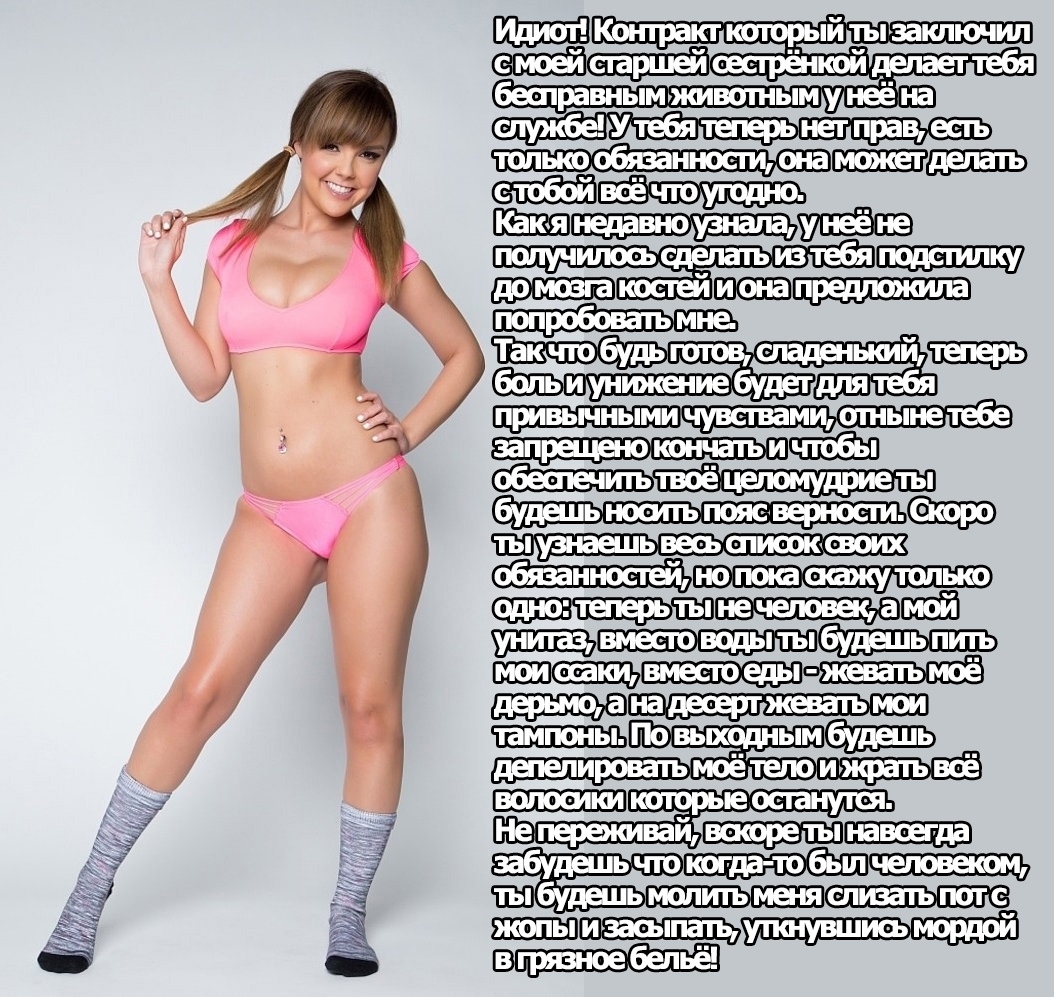 Идиот! Контракт который ты заключил
с моей старшей сестрёнкой делает тебя
бесправным животным у неё на
службе! У тебя теперь нет прав, есть
только обязанности, она может делать
с тобой всё что угодно.
Как я недавно узнала, у неё не
получилось сделать из тебя подстилку
до мозга костей и она предложила
попробовать мне.
Так что будь готов, сладенький, теперь
боль и унижение будет для тебя
привычными чувствами, отныне тебе
запрещено кончать и чтобы
обеспечить твоё целомудрие ты
будешь носить пояс верности. Скоро
ты узнаешь весь список своих
обязанностей, но пока скажу только
одно: теперь ты не человек, а мой
унитаз, вместо воды ты будешь пить
мои ссаки, вместо еды - жевать моё
дерьмо, а на десерт жевать мои
тампоны. По выходным будешь
депелировать моё тело и жрать всё
волосики которые останутся.
Не переживай, вскоре ты навсегда
забудешь что когда-то был человеком,
ты будешь молить меня слизать пот с
жопы и засыпать, уткнувшись мордой
в грязное бельё!